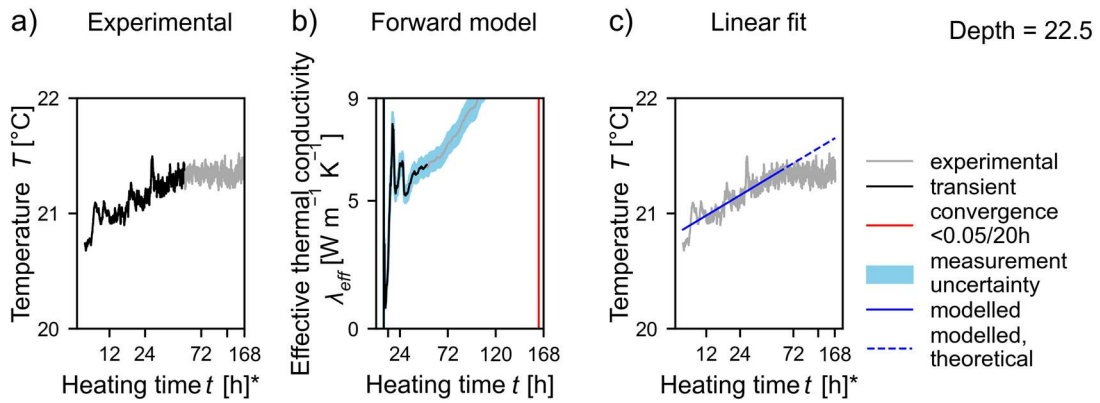 a) Experimental
b) Forward model
c) Linear fit
Depth = 22.5
Temperature T [°C]
22
21
20
12 24 72 168
Heating time t [h]*
Effective thermal conductivity
λeff [W m⁻¹ K⁻¹]
9
5
0
24 72 120 168
Heating time t [h]
Temperature T [°C]
22
21
20
12 24 72 168
Heating time t [h]*
experimental
transient
convergence
<0.05/20h
measurement
uncertainty
modelled
modelled,
theoretical